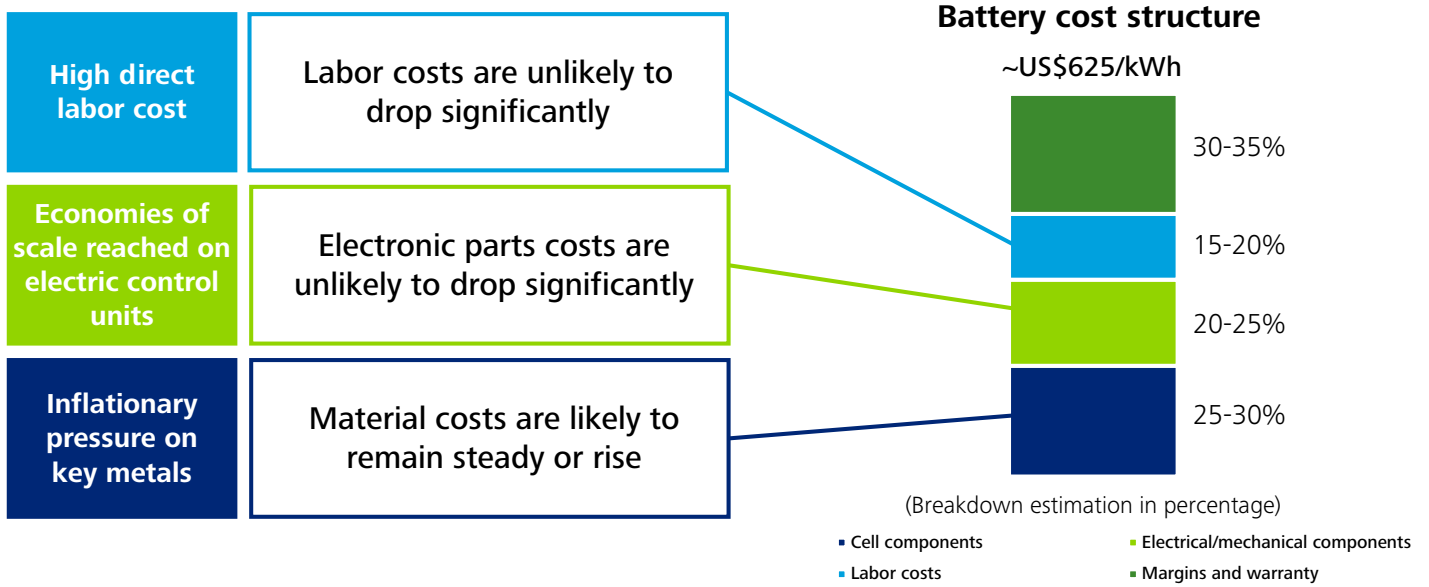 High direct
labor cost
Labor costs are unlikely to
drop significantly
Economies of
scale reached on
electric control
units
Electronic parts costs are
unlikely to drop significantly
Inflationary
pressure on
key metals
Material costs are likely to
remain steady or rise
Battery cost structure
~US$625/kWh
30-35%
15-20%
20-25%
25-30%
(Breakdown estimation in percentage)
Cell components
Electrical/mechanical components
Labor costs
Margins and warranty